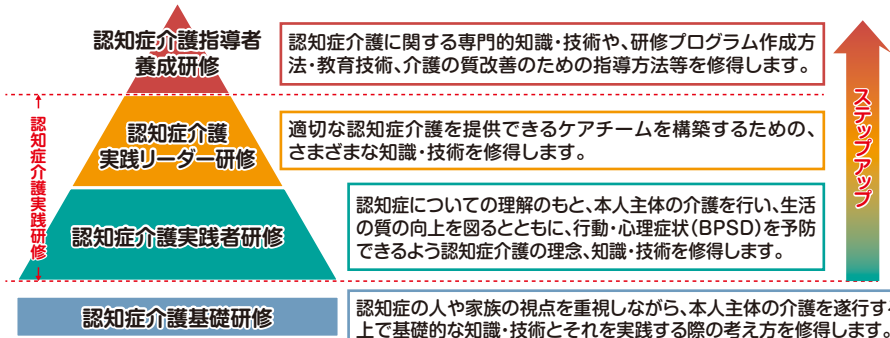 認知症介護指導者
養成研修
認知症介護に関する専門的知識・技術や、研修プログラム作成方
法・教育技術、介護の質改善のための指導方法等を修得します。
ステップアップ
認知症介護実践研修
認知症介護
実践リーダー研修
適切な認知症介護を提供できるケアチームを構築するための、
さまざまな知識・技術を修得します。
認知症介護実践者研修
認知症についての理解のもと、本人主体の介護を行い、生活
の質の向上を図るとともに、行動・心理症状(BPSD)を予防
できるよう認知症介護の理念、知識・技術を修得します。
認知症介護基礎研修
認知症の人や家族の視点を重視しながら、本人主体の介護を遂行す
上で基礎的な知識・技術とそれを実践する際の考え方を修得します。